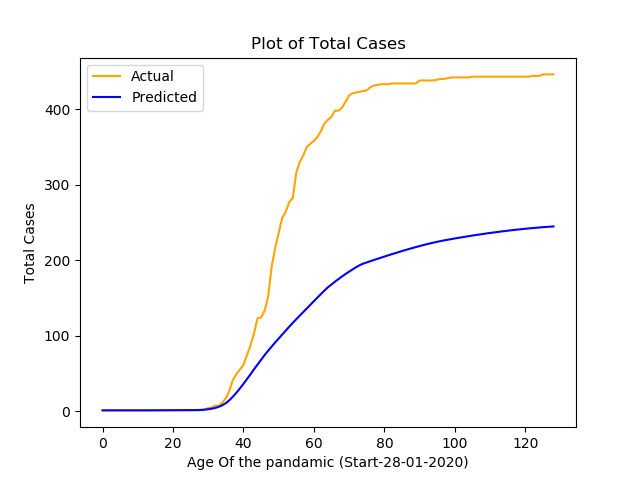 Plot of Total Cases
Actual
Predicted
400
300
200
100
0
Total Cases
0 20 40 60 80 100 120
Age Of the pandamic (Start-28-01-2020)